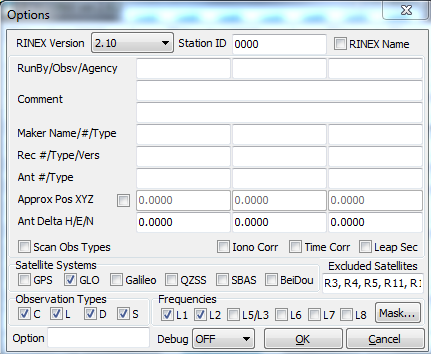 Options
RINEX Version 2.10 Station ID 0000 RINEX Name
RunBy/Obsv/Agency
Comment
Maker Name/#/Type
Rec #/Type/Vers
Ant #/Type
Approx Pos XYZ 0.0000 0.0000 0.0000
Ant Delta H/E/N 0.0000 0.0000 0.0000
Scan Obs Types Iono Corr Time Corr Leap Sec
Satellite Systems Excluded Satellites
GPS GLO Galileo QZSS SBAS BeiDou R3, R4, R5, R11, R1
Observation Types Frequencies
C L D S L1 L2 L5/L3 L6 L7 L8 Mask...
Option Debug OFF OK Cancel